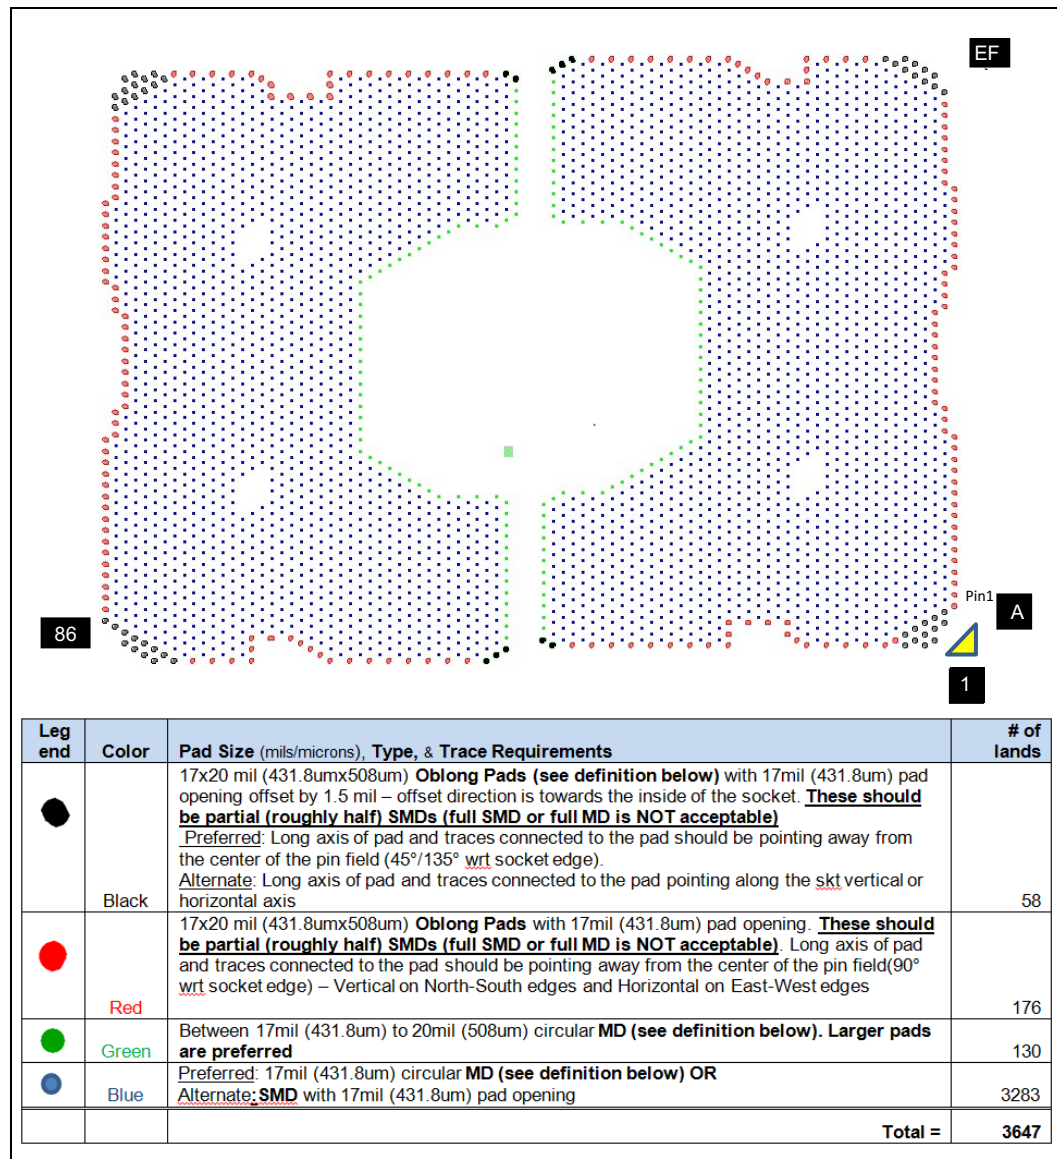 EF
Pin1
A
86
1
Leg
end
Color
Pad Size (mils/microns), Type, & Trace Requirements
# of
lands
17x20 mil (431.8umx508um) Oblong Pads (see definition below) with 17mil (431.8um) pad
opening offset by 1.5 mil – offset direction is towards the inside of the socket. These should
be partial (roughly half) SMDs (full SMD or full MD is NOT acceptable)
Preferred: Long axis of pad and traces connected to the pad should be pointing away from
the center of the pin field (45°/135° wrt socket edge).
Alternate: Long axis of pad and traces connected to the pad pointing along the skt vertical or
horizontal axis
Black
58
17x20 mil (431.8umx508um) Oblong Pads with 17mil (431.8um) pad opening. These should
be partial (roughly half) SMDs (full SMD or full MD is NOT acceptable). Long axis of pad
and traces connected to the pad should be pointing away from the center of the pin field(90°
wrt socket edge) – Vertical on North-South edges and Horizontal on East-West edges
Red
176
Between 17mil (431.8um) to 20mil (508um) circular MD (see definition below). Larger pads
are preferred
Green
130
Preferred: 17mil (431.8um) circular MD (see definition below) OR
Alternate: SMD with 17mil (431.8um) pad opening
Blue
3283
Total =
3647